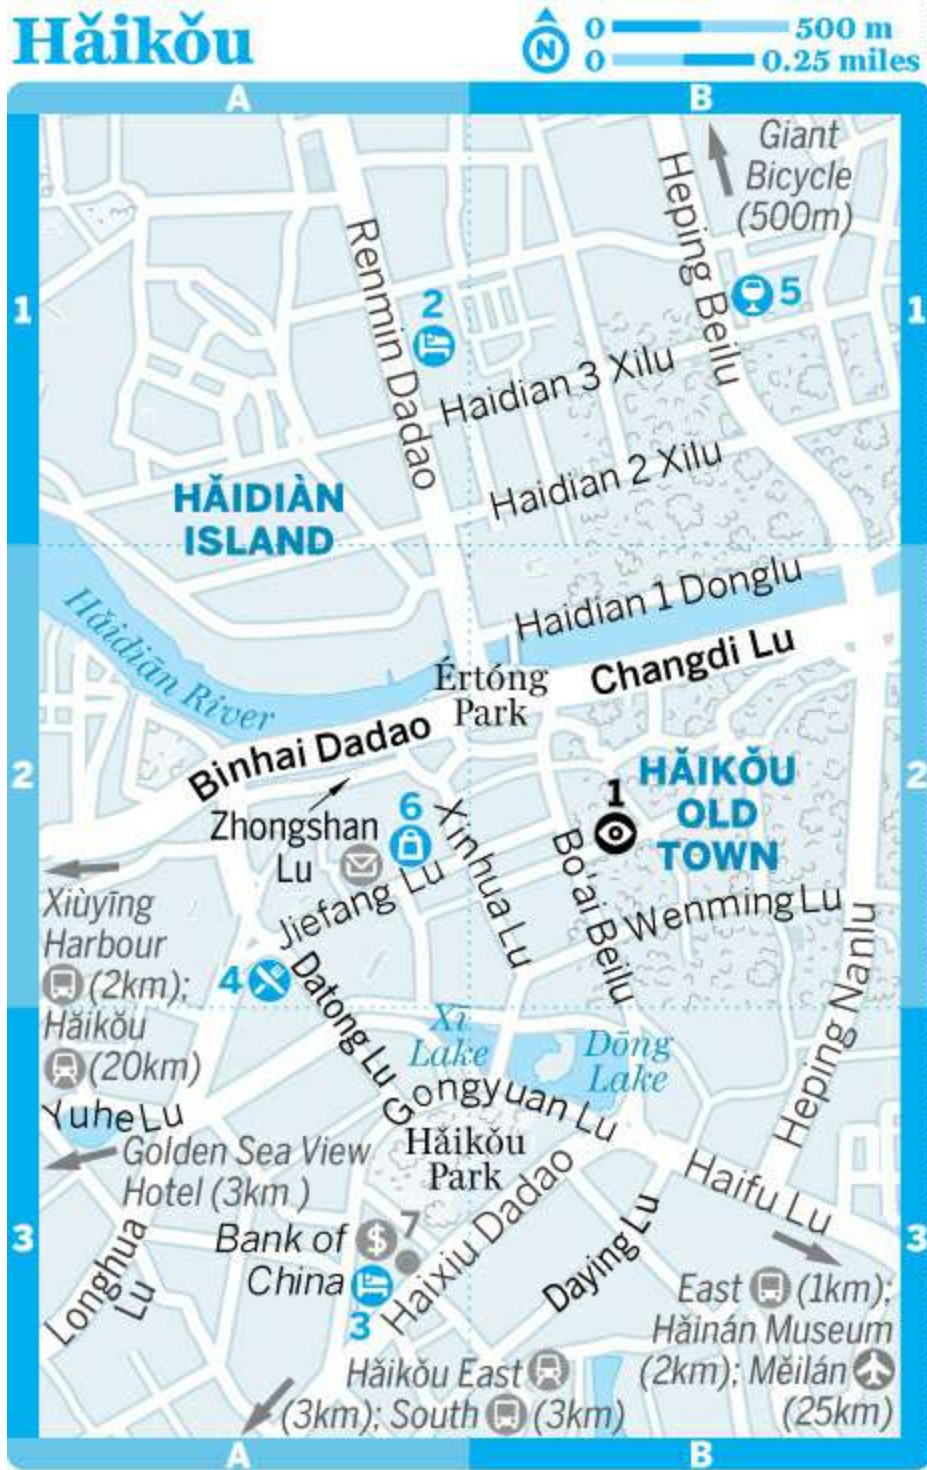 Hǎikǒu
N
0 500 m
0 0.25 miles
A
B
1
1
Giant
Bicycle
(500m)
Heping Beilu
Renmin Dadao
2
5
Haidian 3 Xilu
Haidian 2 Xilu
HǍIDIÀN
ISLAND
Haidian 1 Donglu
Hǎidiān River
Changdi Lu
Értóng
Park
Binhai Dadao
2
2
HǍIKǑU
OLD
TOWN
1
6
Zhongshan
Lu
Xinhua Lu
Bo'ai Beilu
Jiefang Lu
Wenming Lu
Xiùyīng
Harbour
(2km);
Hǎikǒu
(20km)
4
Datong Lu
Heping Nanlu
Xī
Lake
Dōng
Lake
Gongyuan Lu
Yuhe Lu
Golden Sea View
Hotel (3km )
Hǎikǒu
Park
Haifu Lu
3
3
Bank of
China
$
7
3
Haixiu Dadao
Daying Lu
Longhua
Lu
East (1km);
Hǎinán Museum
(2km); Měilán
(25km)
Hǎikǒu East
(3km); South (3km)
A
B